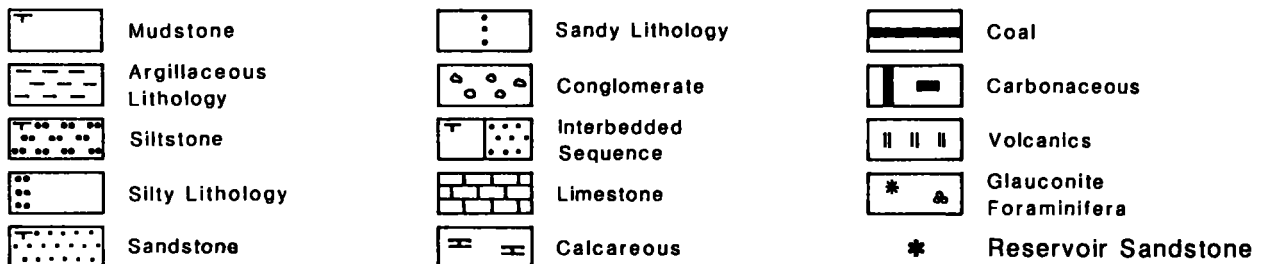 Mudstone
Argillaceous
Lithology
Siltstone
Silty Lithology
Sandstone
Sandy Lithology
Conglomerate
Interbedded
Sequence
Limestone
Calcareous
Coal
Carbonaceous
Volcanics
Glauconite
Foraminifera
Reservoir Sandstone